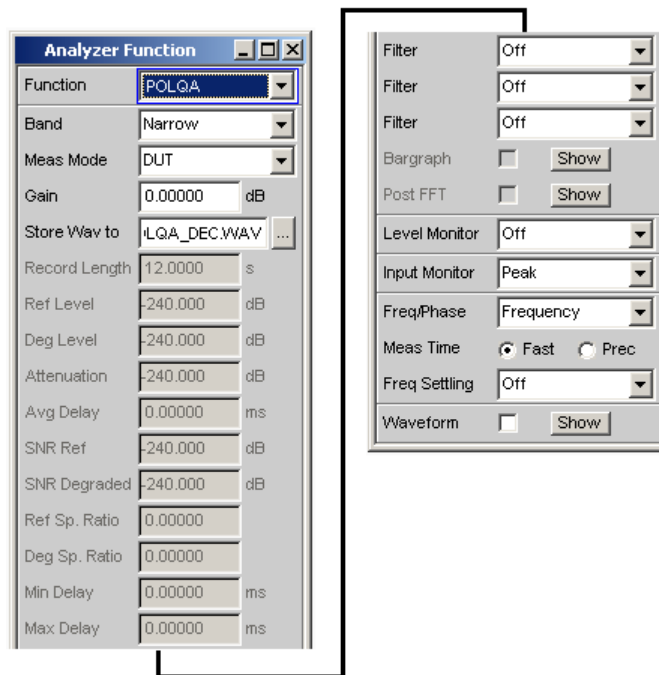 Analyzer Function
Function POLQA
Band Narrow
Meas Mode DUT
Gain 0.00000 dB
Store Wav to LQA_DEC.WAV ...
Record Length 12.0000 s
Ref Level -240.000 dB
Deg Level -240.000 dB
Attenuation -240.000 dB
Avg Delay 0.00000 ms
SNR Ref -240.000 dB
SNR Degraded -240.000 dB
Ref Sp. Ratio 0.00000
Deg Sp. Ratio 0.00000
Min Delay 0.00000 ms
Max Delay 0.00000 ms
Filter Off
Filter Off
Filter Off
Bargraph Show
Post FFT Show
Level Monitor Off
Input Monitor Peak
Freq/Phase Frequency
Meas Time Fast Prec
Freq Settling Off
Waveform Show